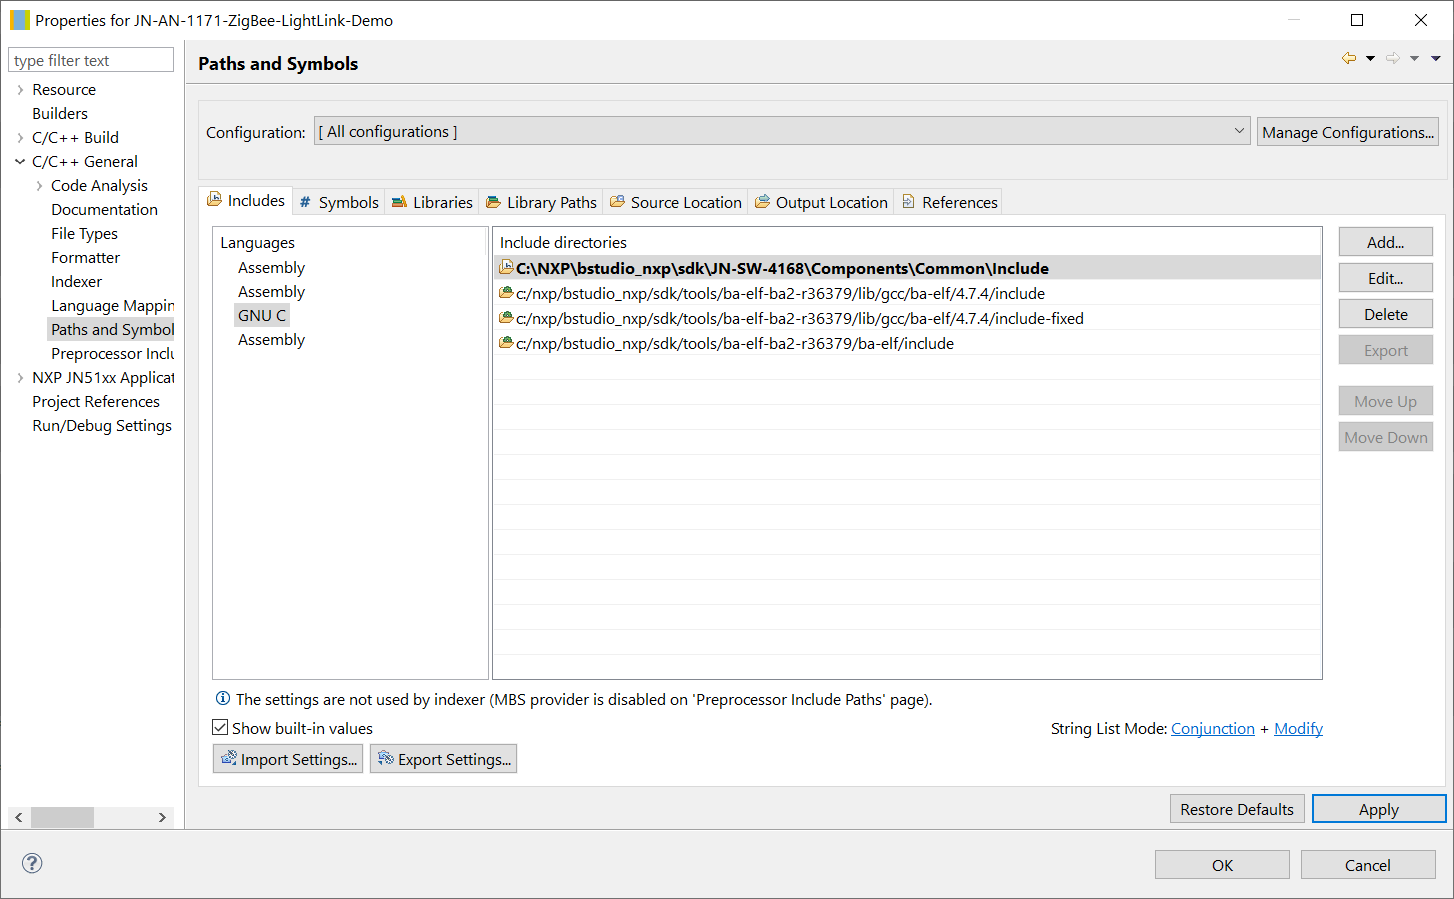 Properties for JN-AN-1171-ZigBee-LightLink-Demo
type filter text
Resource
Builders
C/C++ Build
C/C++ General
Code Analysis
Documentation
File Types
Formatter
Indexer
Language Mappin
Paths and Symbol
Preprocessor Inclu
NXP JN51xx Applicat
Project References
Run/Debug Settings
Paths and Symbols
Configuration: [ All configurations ] Manage Configurations...
Includes # Symbols Libraries Library Paths Source Location Output Location References
Languages
Assembly
Assembly
GNU C
Assembly
Include directories
C:\NXP\bstudio_nxp\sdk\JN-SW-4168\Components\Common\Include
c:/nxp/bstudio_nxp/sdk/tools/ba-elf-ba2-r36379/lib/gcc/ba-elf/4.7.4/include
c:/nxp/bstudio_nxp/sdk/tools/ba-elf-ba2-r36379/lib/gcc/ba-elf/4.7.4/include-fixed
c:/nxp/bstudio_nxp/sdk/tools/ba-elf-ba2-r36379/ba-elf/include
Add...
Edit...
Delete
Export
Move Up
Move Down
The settings are not used by indexer (MBS provider is disabled on 'Preprocessor Include Paths' page).
Show built-in values
String List Mode: Conjunction + Modify
Import Settings... Export Settings...
Restore Defaults Apply
? OK Cancel